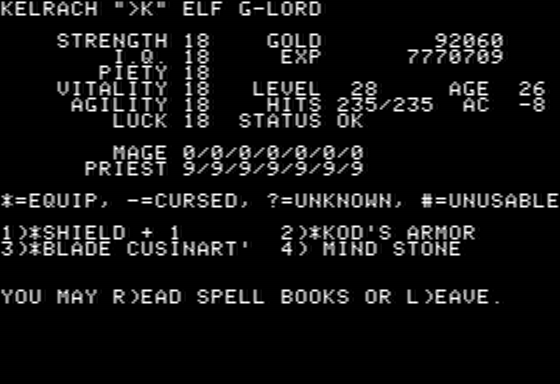 KELRACH ">K" ELF G-LORD
STRENGTH 18 GOLD 92060
I.Q. 18 EXP 7770709
PIETY 18
VITALITY 18 LEVEL 28 AGE 26
AGILITY 18 HITS 235/235 AC -8
LUCK 18 STATUS OK
MAGE 0/0/0/0/0/0/0
PRIEST 9/9/9/9/9/9/9
*=EQUIP, -=CURSED, ?=UNKNOWN, #=UNUSABLE
1)*SHIELD + 1 2)*KOD'S ARMOR
3)*BLADE CUSINART' 4) MIND STONE
YOU MAY R)EAD SPELL BOOKS OR L)EAVE.